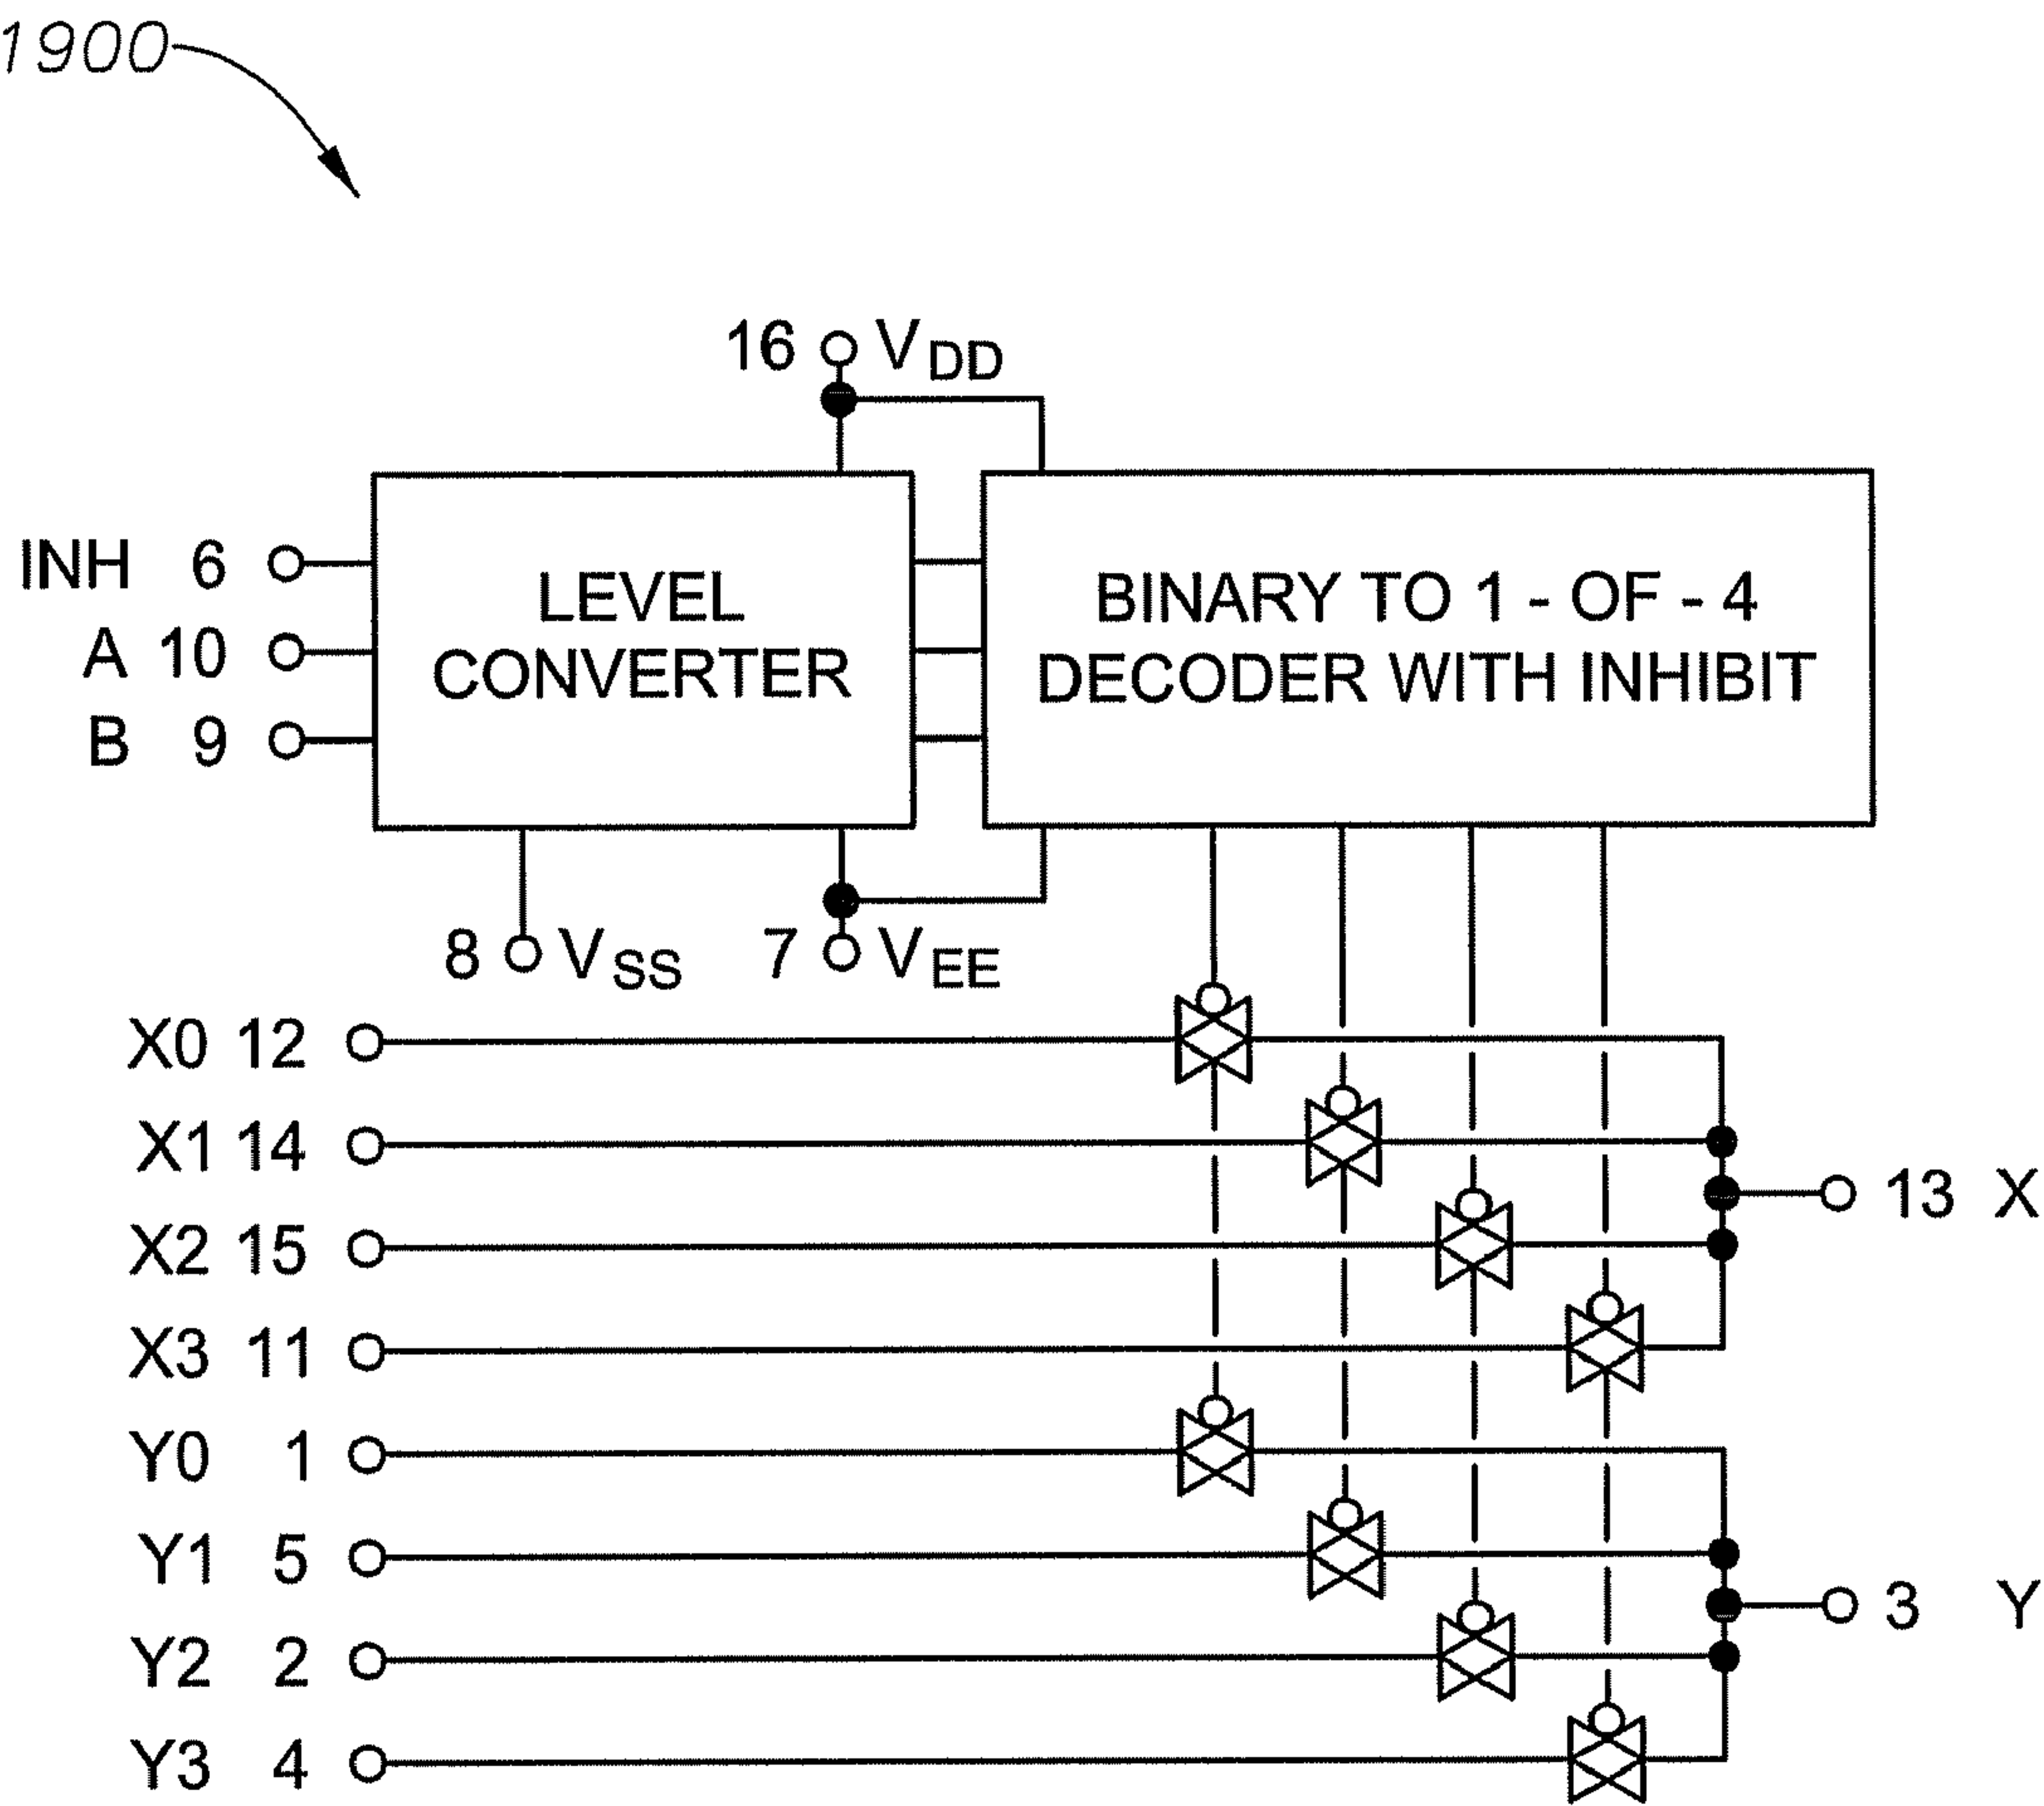 1900
16 VDD
INH 6
A 10
B 9
LEVEL
CONVERTER
BINARY TO 1 - OF - 4
DECODER WITH INHIBIT
8 VSS
7 VEE
X0 12
X1 14
X2 15
X3 11
13 X
Y0 1
Y1 5
Y2 2
Y3 4
3 Y